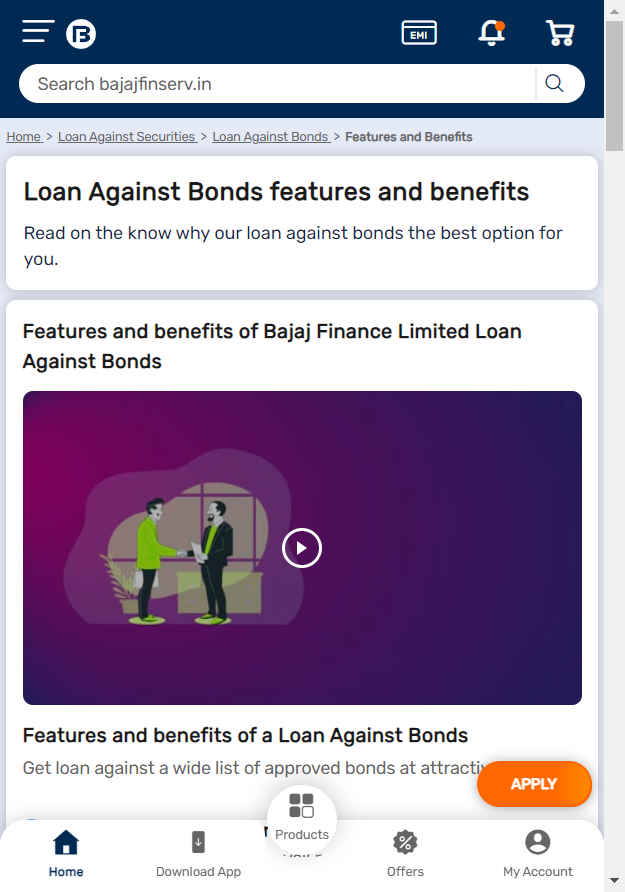 EMI
Search bajajfinserv.in
Home > Loan Against Securities > Loan Against Bonds > Features and Benefits
Loan Against Bonds features and benefits
Read on the know why our loan against bonds the best option for
you.
Features and benefits of Bajaj Finance Limited Loan
Against Bonds
Features and benefits of a Loan Against Bonds
Get loan against a wide list of approved bonds at
APPLY
Products
Home
Download App
Offers
My Account